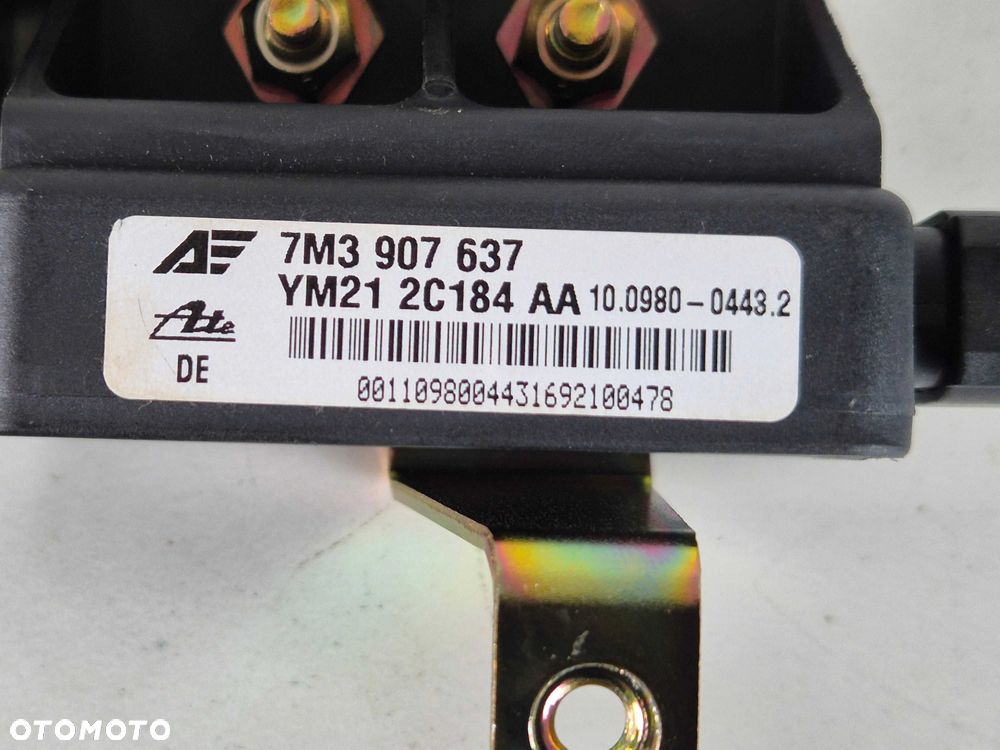 AE 7M3 907 637
YM21 2C184 AA 10.0980-0443.2
Ate
DE
0011098004431692100478
OTOMOTO